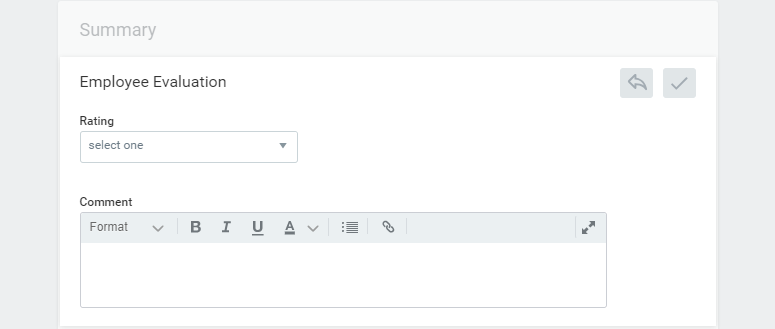 Summary
Employee Evaluation
Rating
select one
Comment
Format B I U A